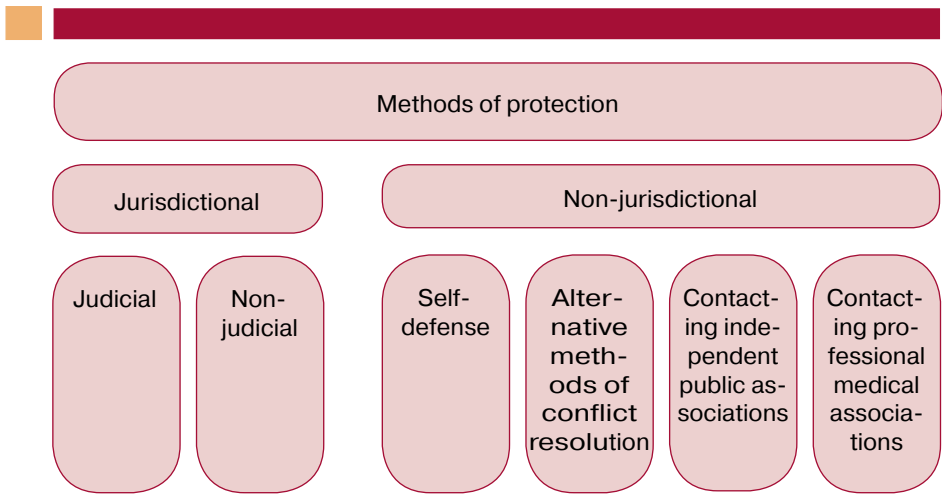 Methods of protection
Jurisdictional
Non-jurisdictional
Judicial
Non-
judicial
Self-
defense
Alter-
native
meth-
ods of
conflict
resolution
Contact-
ing inde-
pendent
public as-
sociations
Contact-
ing pro-
fessional
medical
associa-
tions